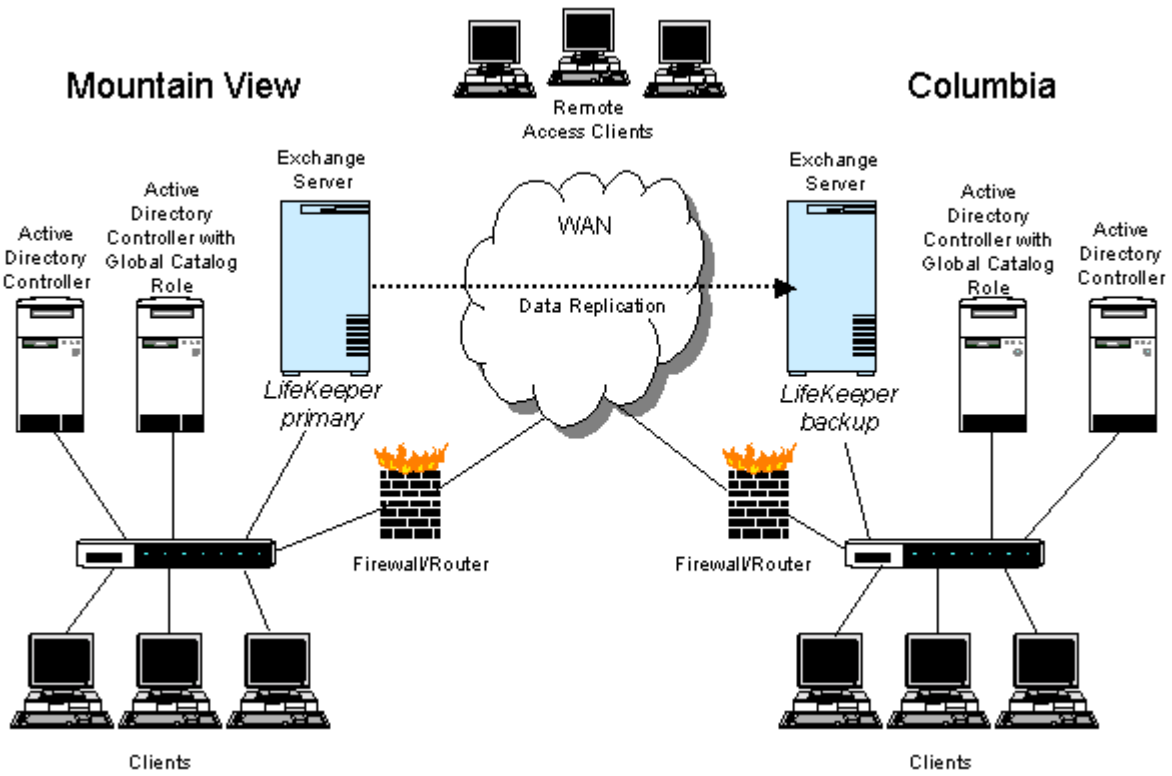 Mountain View
Remote
Access Clients
Columbia
Exchange
Server
Active
Directory
Controller with
Global Catalog
Role
Active
Directory
Controller
LifeKeeper
primary
WAN
Data Replication
Exchange
Server
Active
Directory
Controller with
Global Catalog
Role
Active
Directory
Controller
LifeKeeper
backup
Firewall/Router
Firewall/Router
Clients
Clients